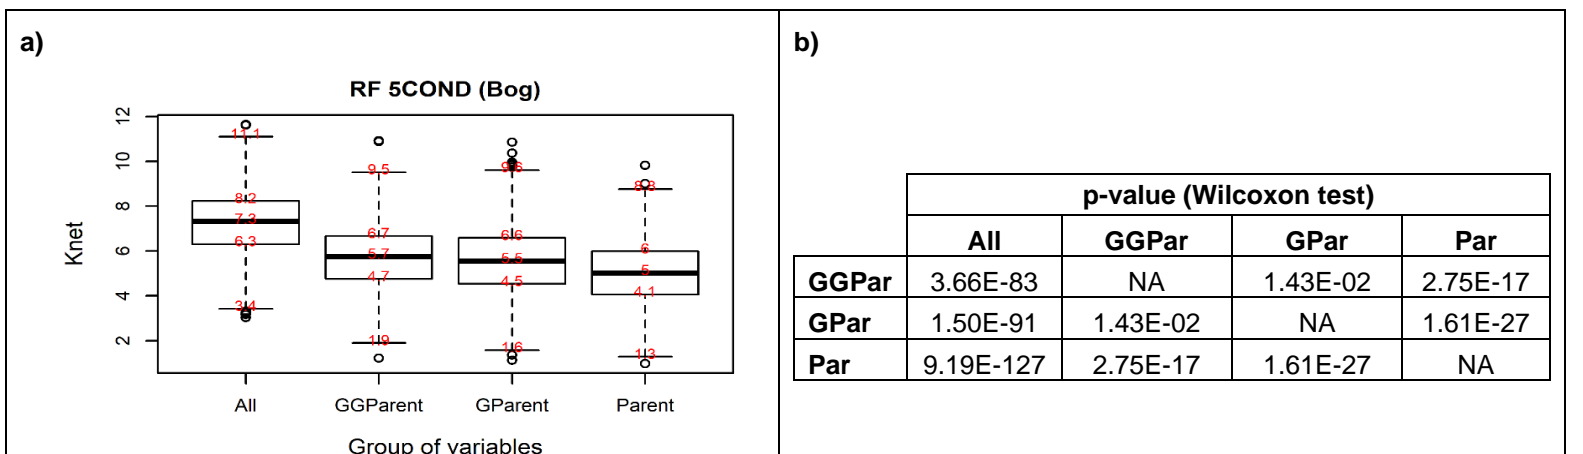 a)
RF 5COND (Bog)
Knet
12
10
8
6
4
2
11.1
8.2
7.3
6.3
3.4
9.5
6.7
5.7
4.7
1.9
9.6
6.6
5.5
4.5
1.6
8.8
6
5
4.1
1.3
All GGParent GParent Parent
Group of variables
b)
p-value (Wilcoxon test)
All GGPar GPar Par
GGPar 3.66E-83 NA 1.43E-02 2.75E-17
GPar 1.50E-91 1.43E-02 NA 1.61E-27
Par 9.19E-127 2.75E-17 1.61E-27 NA